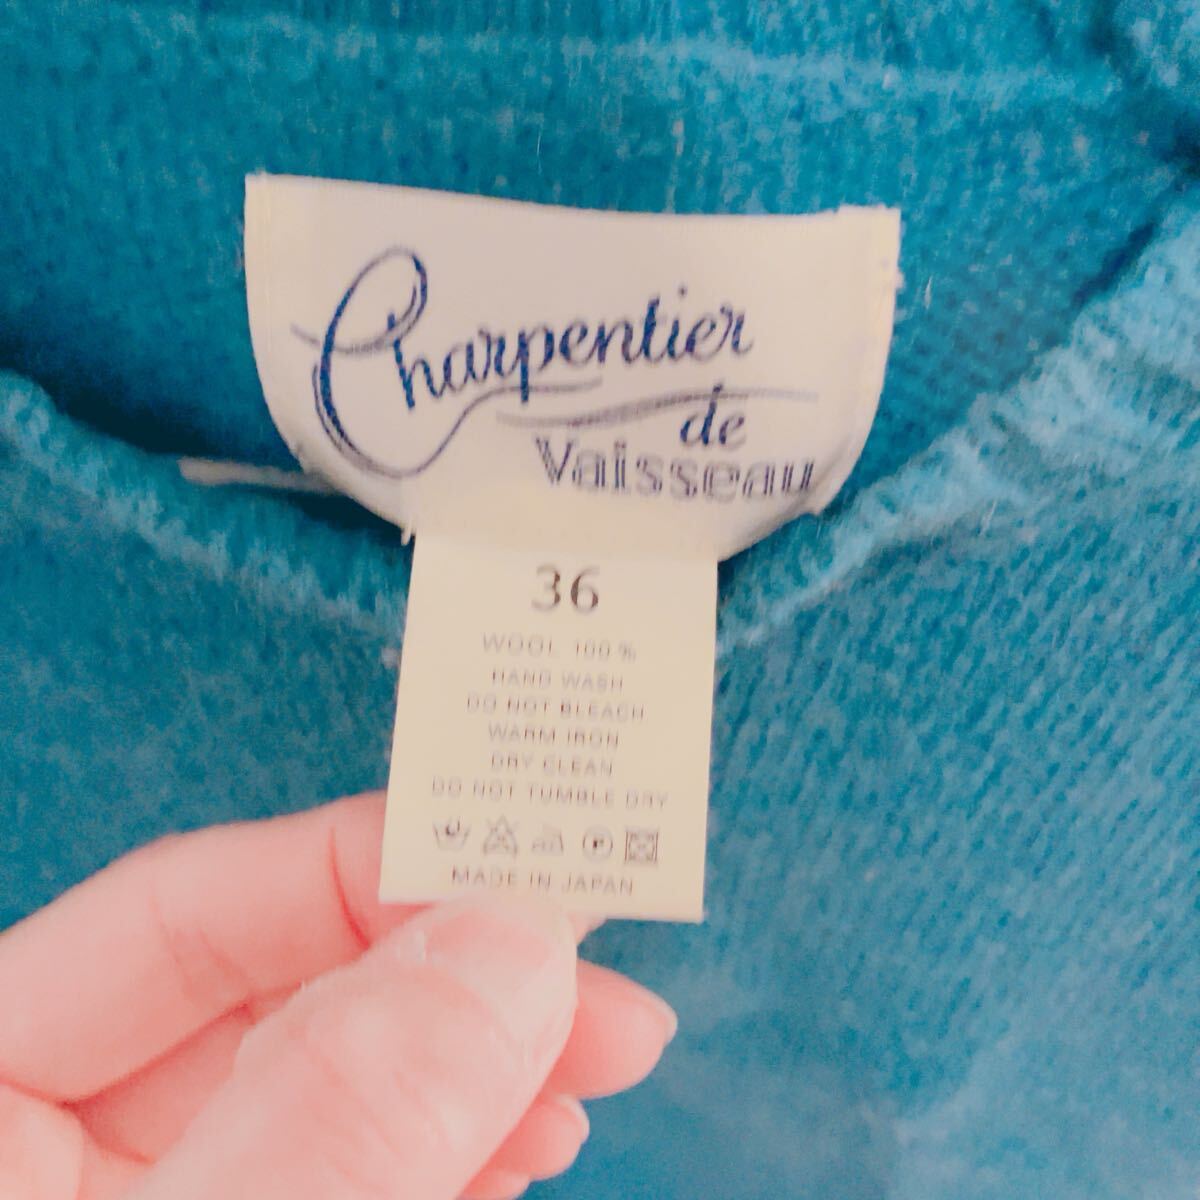 Charpentier
de
Vaisseau
36
WOOL 100%
HAND WASH
DO NOT BLEACH
WARM IRON
DRY CLEAN
DO NOT TUMBLE DRY
P
MADE IN JAPAN